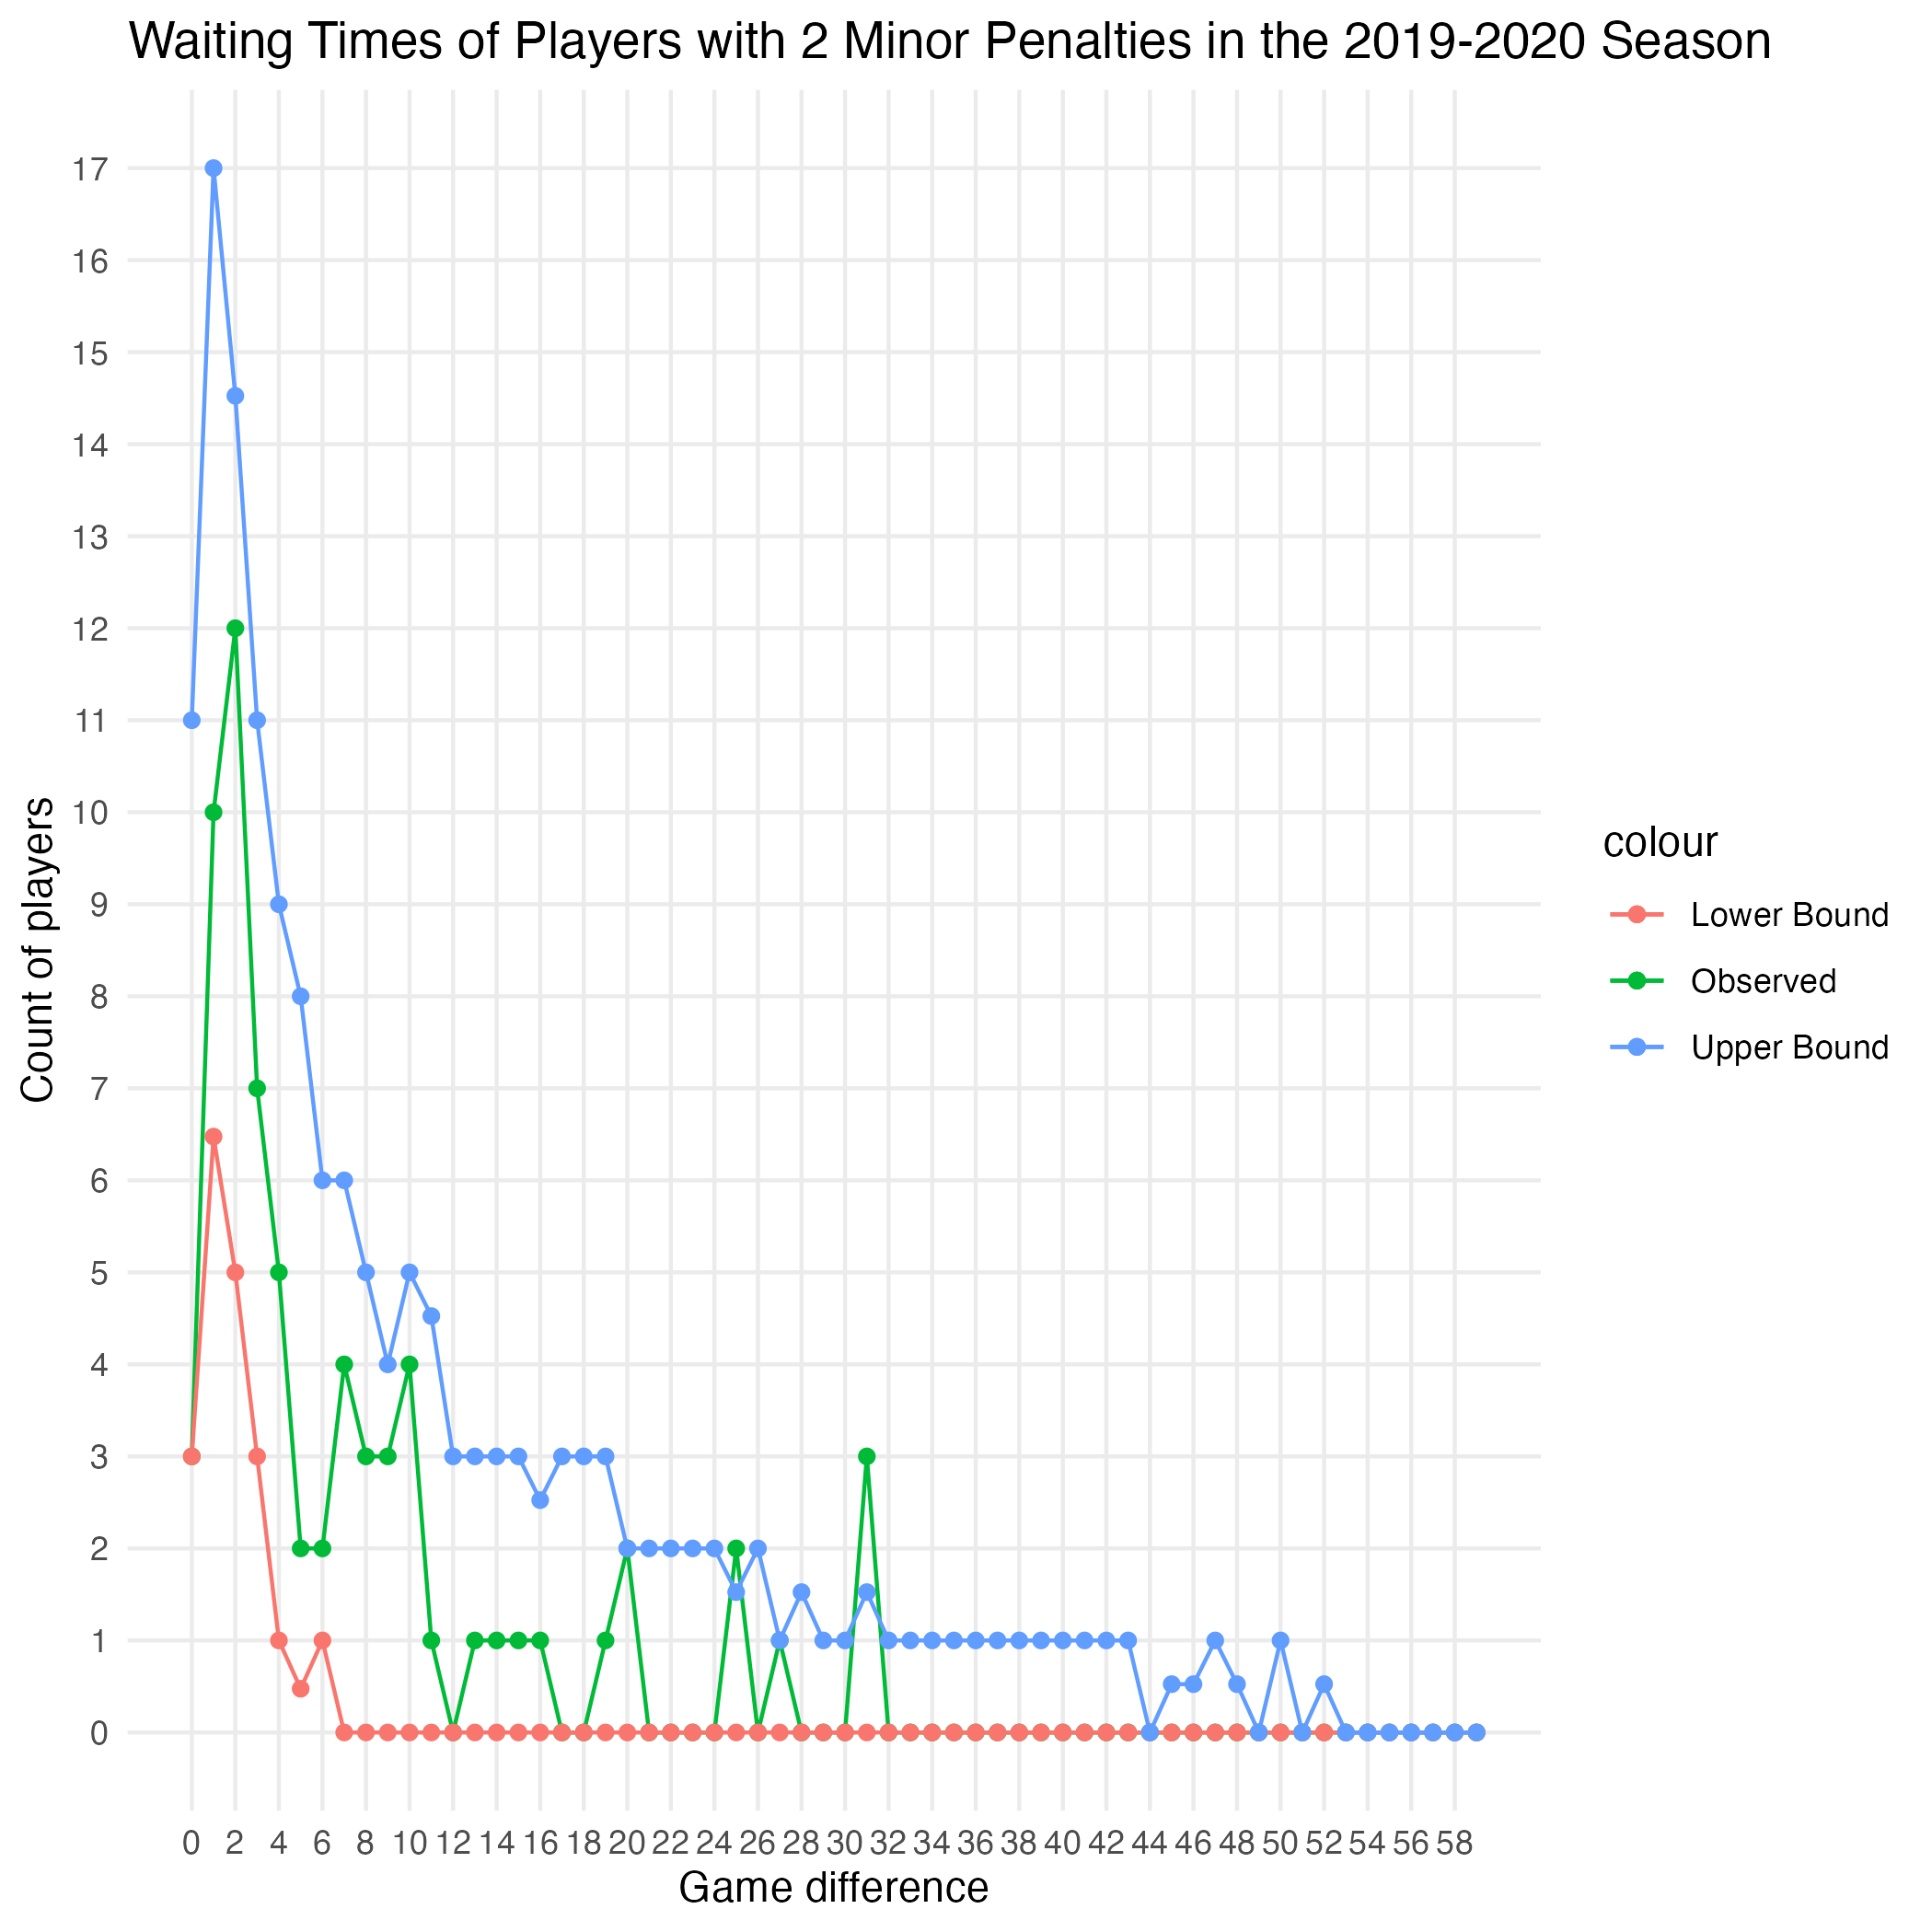 Waiting Times of Players with 2 Minor Penalties in the 2019-2020 Season
17
16
15
14
13
12
11
10
9
8
7
6
5
4
3
2
1
0
Count of players
0 2 4 6 8 10 12 14 16 18 20 22 24 26 28 30 32 34 36 38 40 42 44 46 48 50 52 54 56 58
Game difference
colour
Lower Bound
Observed
Upper Bound